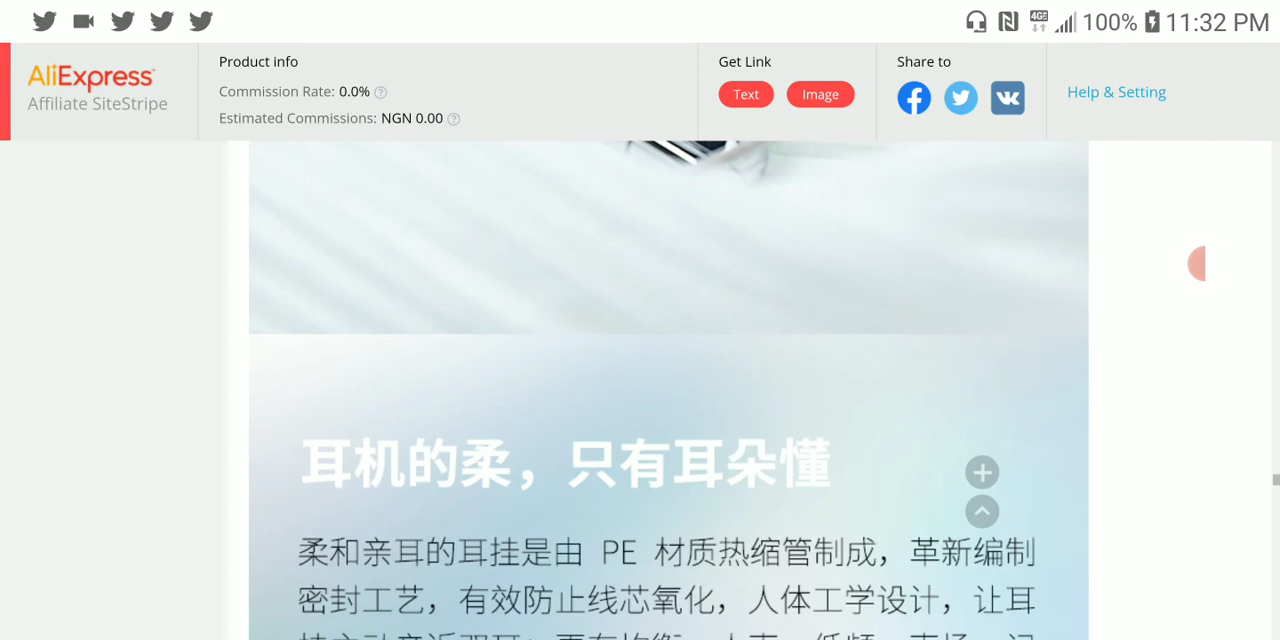 4GE 100% 11:32 PM
AliExpress™
Affiliate SiteStripe
Product info
Commission Rate: 0.0%
Estimated Commissions: NGN 0.00
Get Link
Text
Image
Share to
Help & Setting
耳机的柔，只有耳朵懂
柔和亲耳的耳挂是由 PE 材质热缩管制成，革新编制
密封工艺，有效防止线芯氧化，人体工学设计，让耳